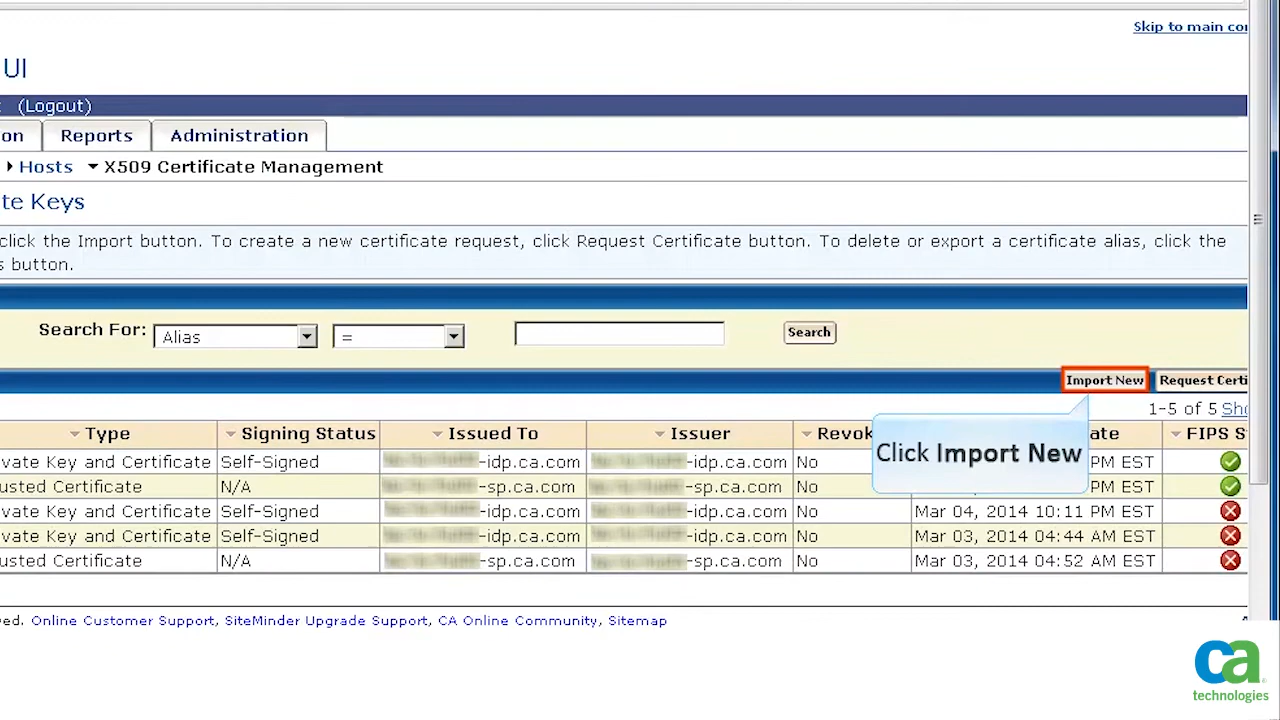 Skip to main co
UI
(Logout)
on Reports Administration
Hosts X509 Certificate Management
te Keys
click the Import button. To create a new certificate request, click Request Certificate button. To delete or export a certificate alias, click the
s button.
Search For: Alias = Search
Import New Request Certi
1-5 of 5 Sho
Type Signing Status Issued To Issuer Revok ate FIPS S
Click Import New
ivate Key and Certificate Self-Signed -idp.ca.com -idp.ca.com No PM EST
usted Certificate N/A -sp.ca.com -sp.ca.com No PM EST
ivate Key and Certificate Self-Signed -idp.ca.com -idp.ca.com No Mar 04, 2014 10:11 PM EST
ivate Key and Certificate Self-Signed -idp.ca.com -idp.ca.com No Mar 03, 2014 04:44 AM EST
usted Certificate N/A -sp.ca.com -sp.ca.com No Mar 03, 2014 04:52 AM EST
ved. Online Customer Support, SiteMinder Upgrade Support, CA Online Community, Sitemap
ca
technologies